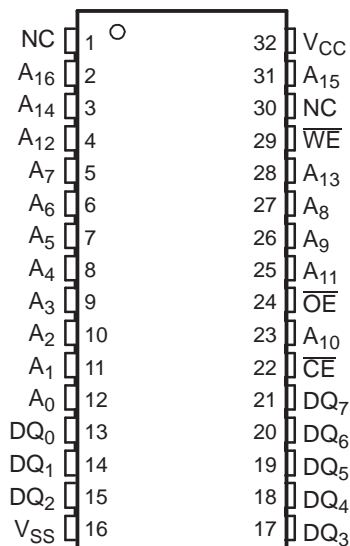 NC 1 32 VCC
A16 2 31 A15
A14 3 30 NC
A12 4 29 W̅E̅
A7 5 28 A13
A6 6 27 A8
A5 7 26 A9
A4 8 25 A11
A3 9 24 O̅E̅
A2 10 23 A10
A1 11 22 C̅E̅
A0 12 21 DQ7
DQ0 13 20 DQ6
DQ1 14 19 DQ5
DQ2 15 18 DQ4
VSS 16 17 DQ3